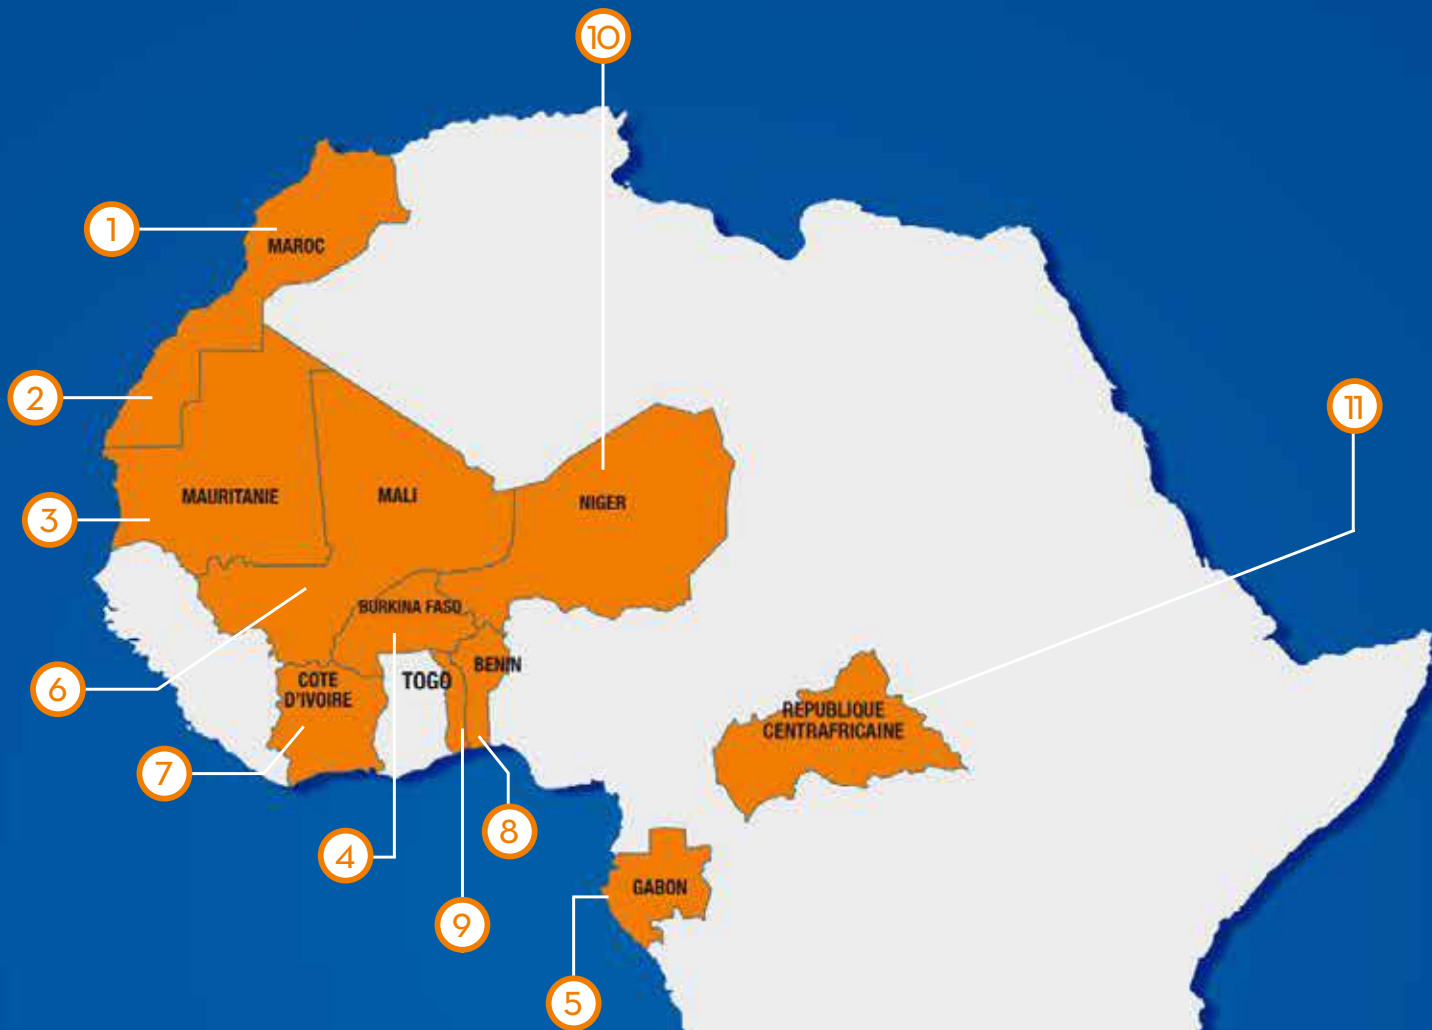 10
MAROC
1
2
11
MAURITANIE
MALI
NIGER
3
BURKINA FASO
BENIN
TOGO
COTE
D'IVOIRE
6
REPUBLIQUE
CENTRAFRICAINE
7
8
4
GABON
9
5